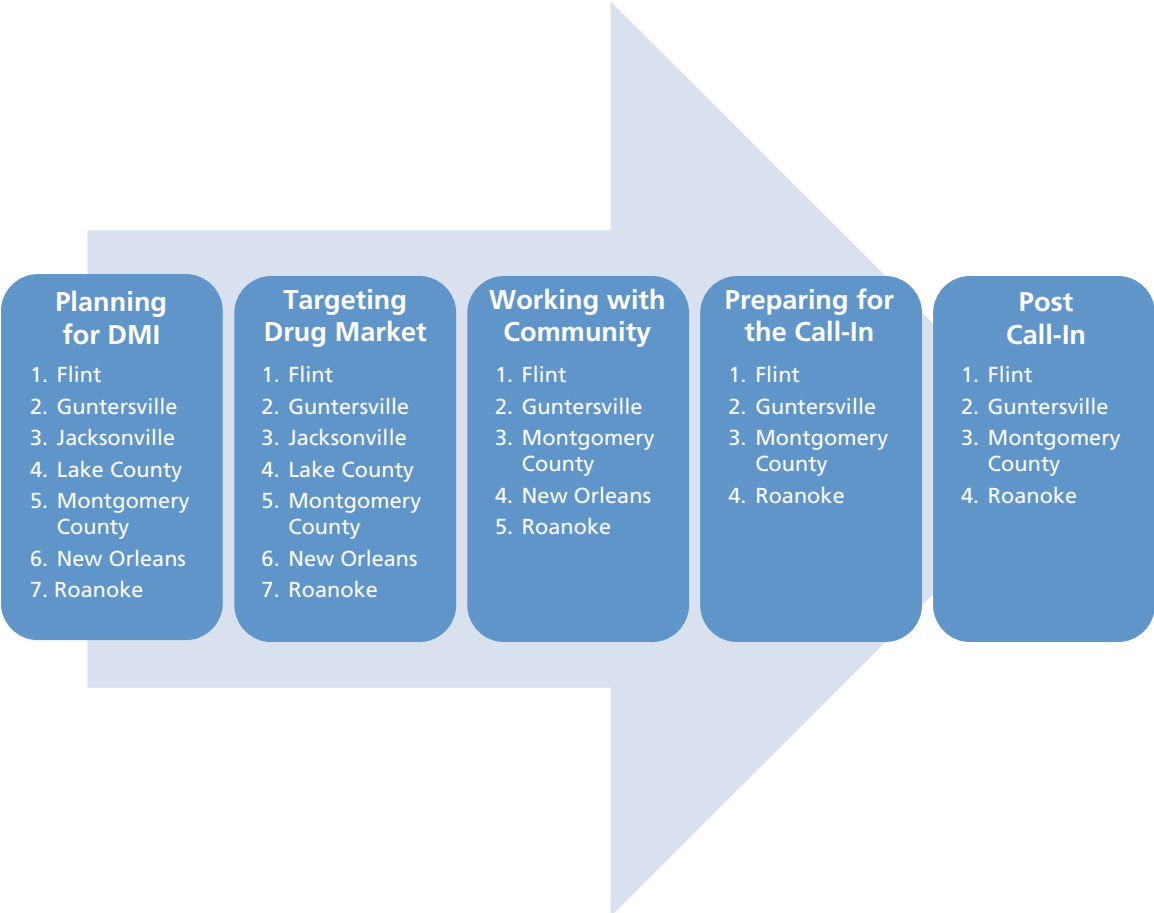 Planning
for DMI
1. Flint
2. Guntersville
3. Jacksonville
4. Lake County
5. Montgomery
County
6. New Orleans
7. Roanoke
Targeting
Drug Market
1. Flint
2. Guntersville
3. Jacksonville
4. Lake County
5. Montgomery
County
6. New Orleans
7. Roanoke
Working with
Community
1. Flint
2. Guntersville
3. Montgomery
County
4. New Orleans
5. Roanoke
Preparing for
the Call-In
1. Flint
2. Guntersville
3. Montgomery
County
4. Roanoke
Post
Call-In
1. Flint
2. Guntersville
3. Montgomery
County
4. Roanoke